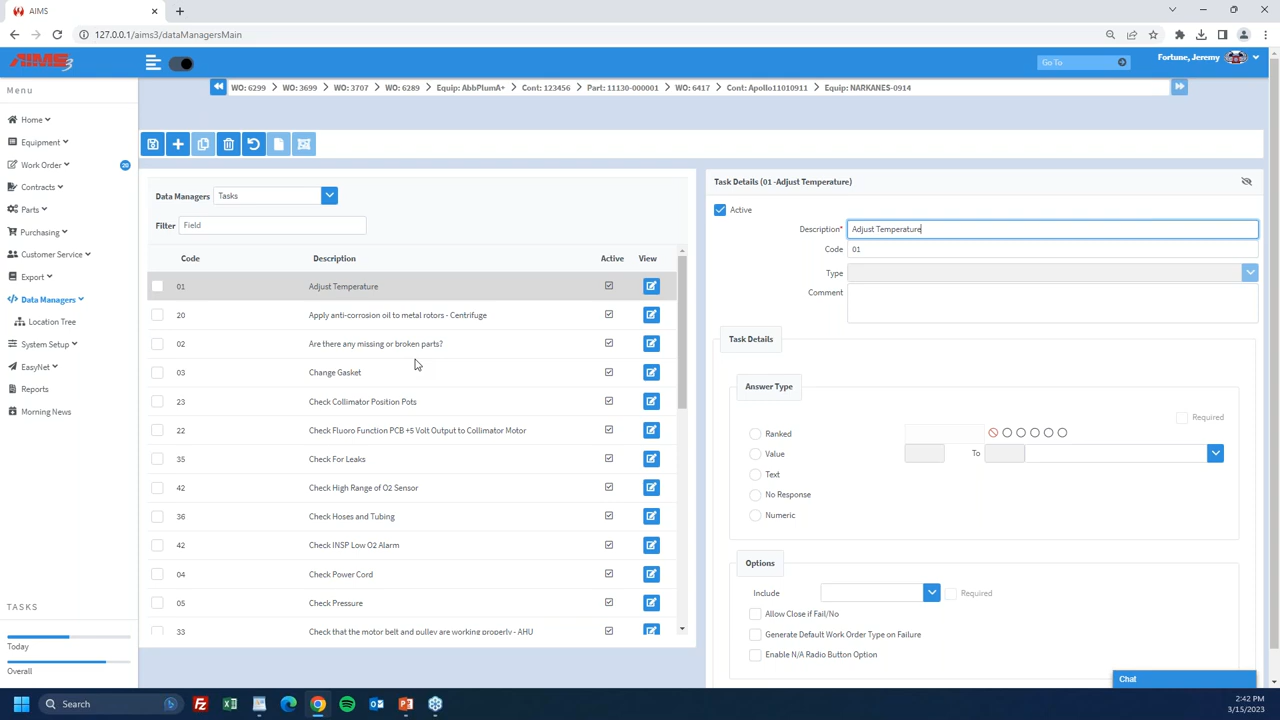 AIMS
127.0.0.1/aims3/dataManagersMain
AIMS 3
Go To
Fortune, Jeremy
Menu
WO: 6299 > WO: 3699 > WO: 3707 > WO: 6289 > Equip: AbbPlumA+ > Cont: 123456 > Part: 11130-000001 > WO: 6417 > Cont: Apollo11010911 > Equip: NARKANES-0914
Home
Equipment
Work Order 20
Contracts
Parts
Purchasing
Customer Service
Export
Data Managers
Location Tree
System Setup
EasyNet
Reports
Morning News
TASKS
Today
Overall
Data Managers Tasks
Filter Field
Code Description Active View
01 Adjust Temperature
20 Apply anti-corrosion oil to metal rotors - Centrifuge
02 Are there any missing or broken parts?
03 Change Gasket
23 Check Collimator Position Pots
22 Check Fluoro Function PCB +5 Volt Output to Collimator Motor
35 Check For Leaks
42 Check High Range of O2 Sensor
36 Check Hoses and Tubing
42 Check INSP Low O2 Alarm
04 Check Power Cord
05 Check Pressure
33 Check that the motor belt and pulley are working properly - AHU
Task Details (01 -Adjust Temperature)
Active
Description* Adjust Temperature
Code 01
Type
Comment
Task Details
Answer Type
Required
Ranked
Value To
Text
No Response
Numeric
Options
Include Required
Allow Close if Fail/No
Generate Default Work Order Type on Failure
Enable N/A Radio Button Option
Chat
Search
2:42 PM
3/15/2023